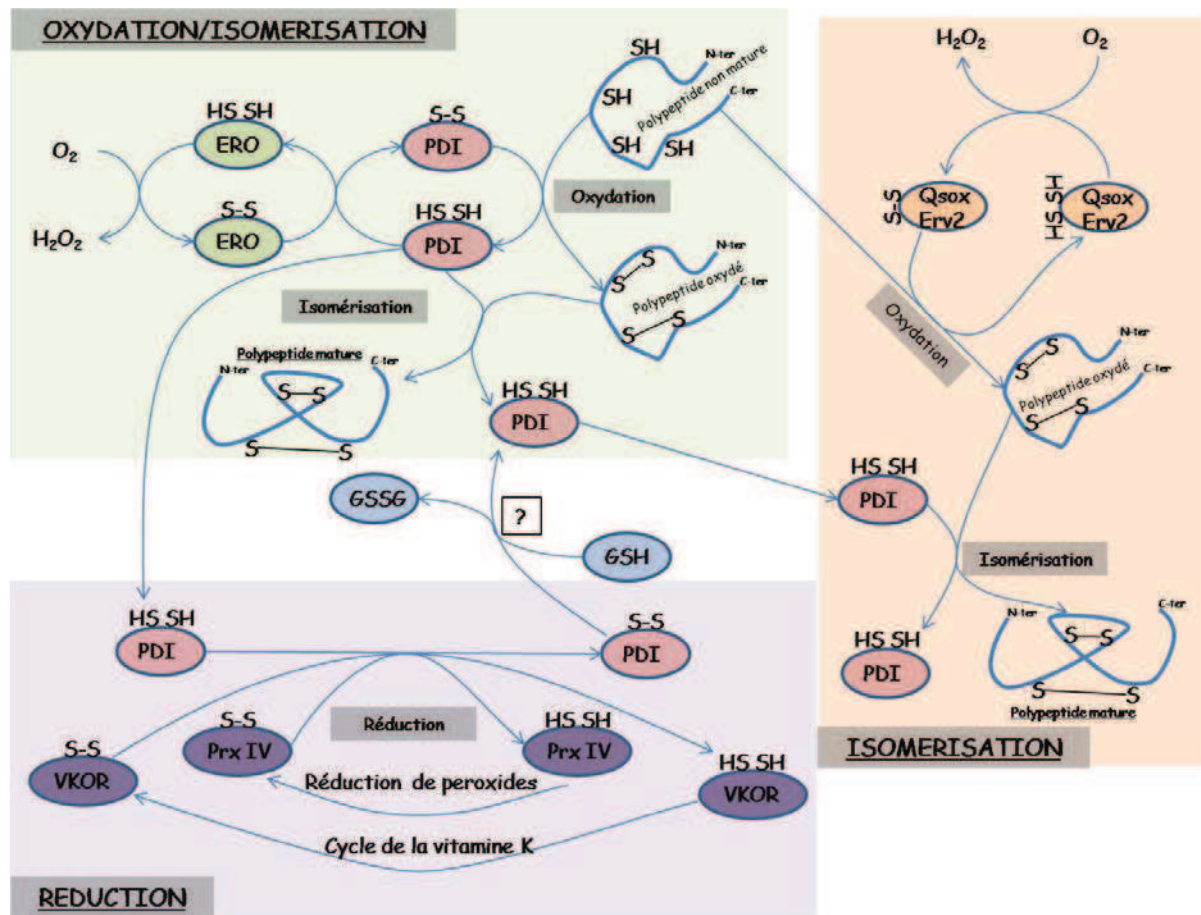 OXYDATION/ISOMERISATION
O2
H2O2
HS SH
ERO
S-S
ERO
S-S
PDI
HS SH
PDI
SH
SH
SH
SH
N-ter
C-ter
Polypeptide non mature
Oxydation
S
S
S
S
N-ter
C-ter
Polypeptide oxydé
Isomérisation
Polypeptide mature
N-ter
C-ter
S-S
S
S
HS SH
PDI
GSSG
?
GSH
H2O2
O2
S-S
Qsox
Erv2
HS SH
Qsox
Erv2
Oxydation
S
S
S
S
N-ter
C-ter
Polypeptide oxydé
HS SH
PDI
Isomérisation
HS SH
PDI
N-ter
C-ter
S-S
S
S
Polypeptide mature
ISOMERISATION
HS SH
PDI
S-S
PDI
S-S
VKOR
S-S
Prx IV
Réduction
HS SH
Prx IV
HS SH
VKOR
Réduction de peroxides
Cycle de la vitamine K
REDUCTION